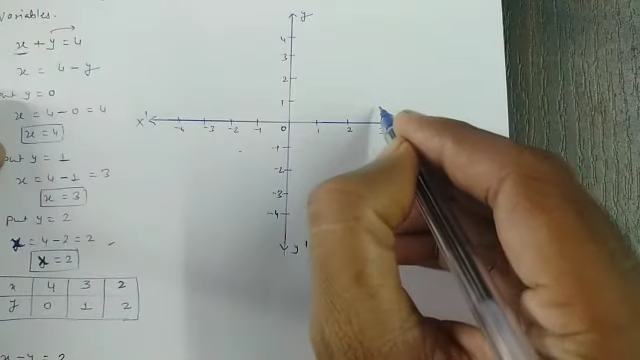 Variables.
x + y = 4
x = 4 - y
put y = 0
x = 4 - 0 = 4
x = 4
put y = 1
x = 4 - 1 = 3
x = 3
put y = 2
x = 4 - 2 = 2
x = 2
x 4 3 2
y 0 1 2
x - y = 2
y
4
3
2
1
x' -4 -3 -2 -1 0 1 2
-1
-2
-3
-4
y'